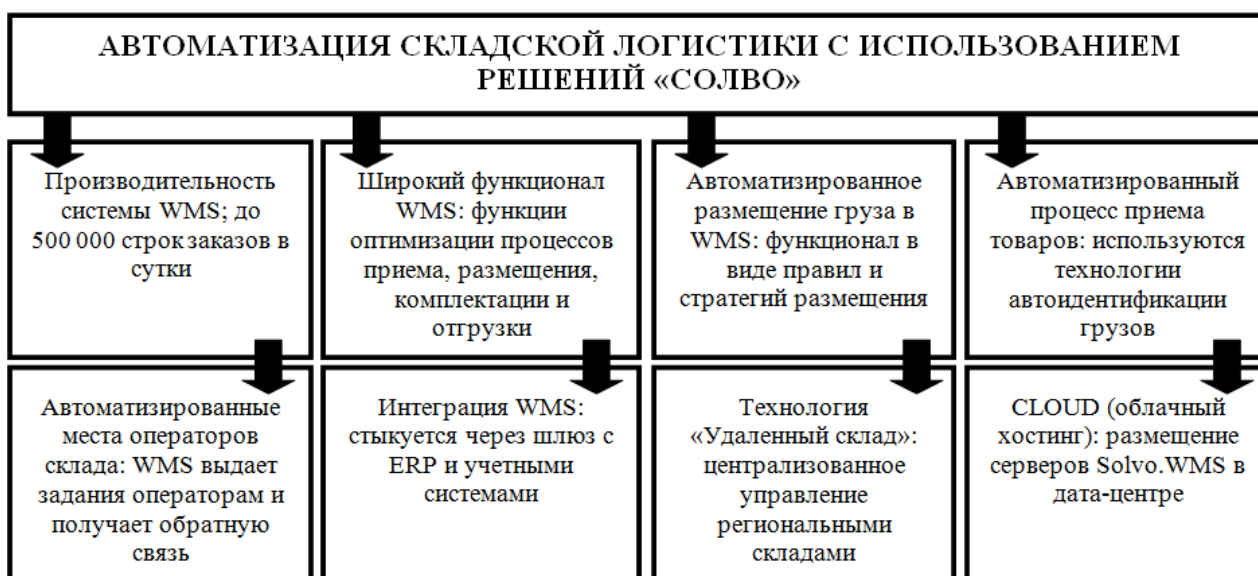 АВТОМАТИЗАЦИЯ СКЛАДСКОЙ ЛОГИСТИКИ С ИСПОЛЬЗОВАНИЕМ
РЕШЕНИЙ «СОЛВО»
Производительность
системы WMS; до
500 000 строк заказов в
сутки
Широкий функционал
WMS: функции
оптимизации процессов
приема, размещения,
комплектации и
отгрузки
Автоматизированное
размещение груза в
WMS: функционал в
виде правил и
стратегий размещения
Автоматизированный
процесс приема
товаров: используются
технологии
автоидентификации
грузов
Автоматизированные
места операторов
склада: WMS выдает
задания операторам и
получает обратную
связь
Интеграция WMS:
стыкуется через шлюз с
ERP и учетными
системами
Технология
«Удаленный склад»:
централизованное
управление
региональными
складами
CLOUD (облачный
хостинг): размещение
серверов Solvo.WMS в
дата-центре